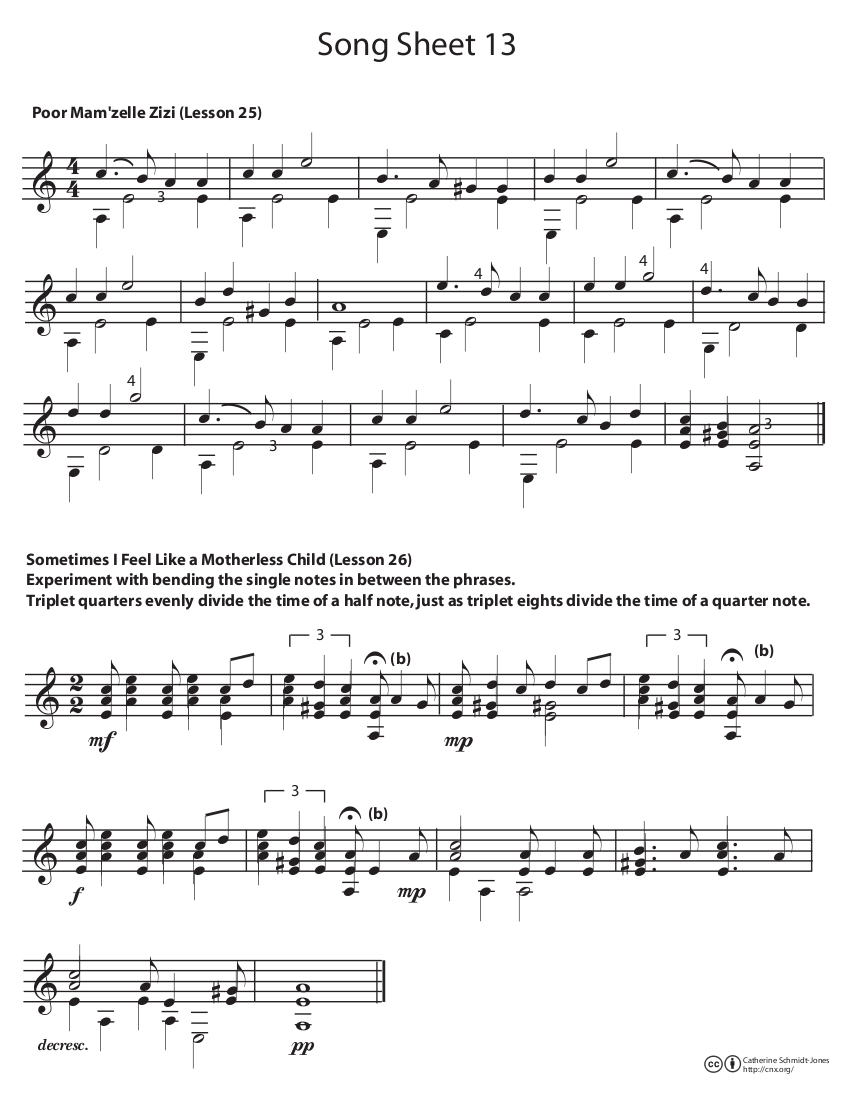 Song Sheet 13
Poor Mam'zelle Zizi (Lesson 25)
4
4
3
4
4
4
4
3
3
Sometimes I Feel Like a Motherless Child (Lesson 26)
Experiment with bending the single notes in between the phrases.
Triplet quarters evenly divide the time of a half note, just as triplet eights divide the time of a quarter note.
3
(b)
3
(b)
2
2
mf
mp
3
(b)
f
mp
decresc.
pp
cc
Catherine Schmidt-Jones
http://cnx.org/